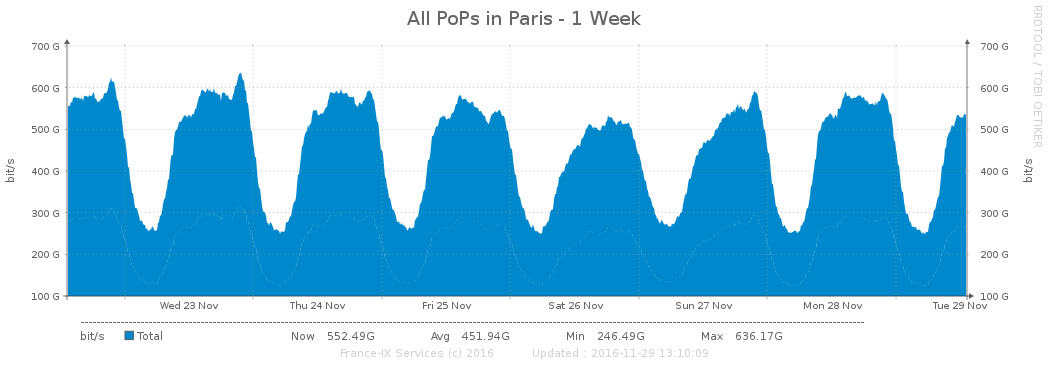 All PoPs in Paris - 1 Week
RRDTOOL / TOBI OETIKER
bit/s
700 G 700 G
600 G 600 G
500 G 500 G
400 G 400 G
300 G 300 G
200 G 200 G
100 G 100 G
bit/s
Wed 23 Nov Thu 24 Nov Fri 25 Nov Sat 26 Nov Sun 27 Nov Mon 28 Nov Tue 29 Nov
bit/s Total Now 552.49G Avg 451.94G Min 246.49G Max 636.17G
France-IX Services (c) 2016 Updated : 2016-11-29 13:10:09